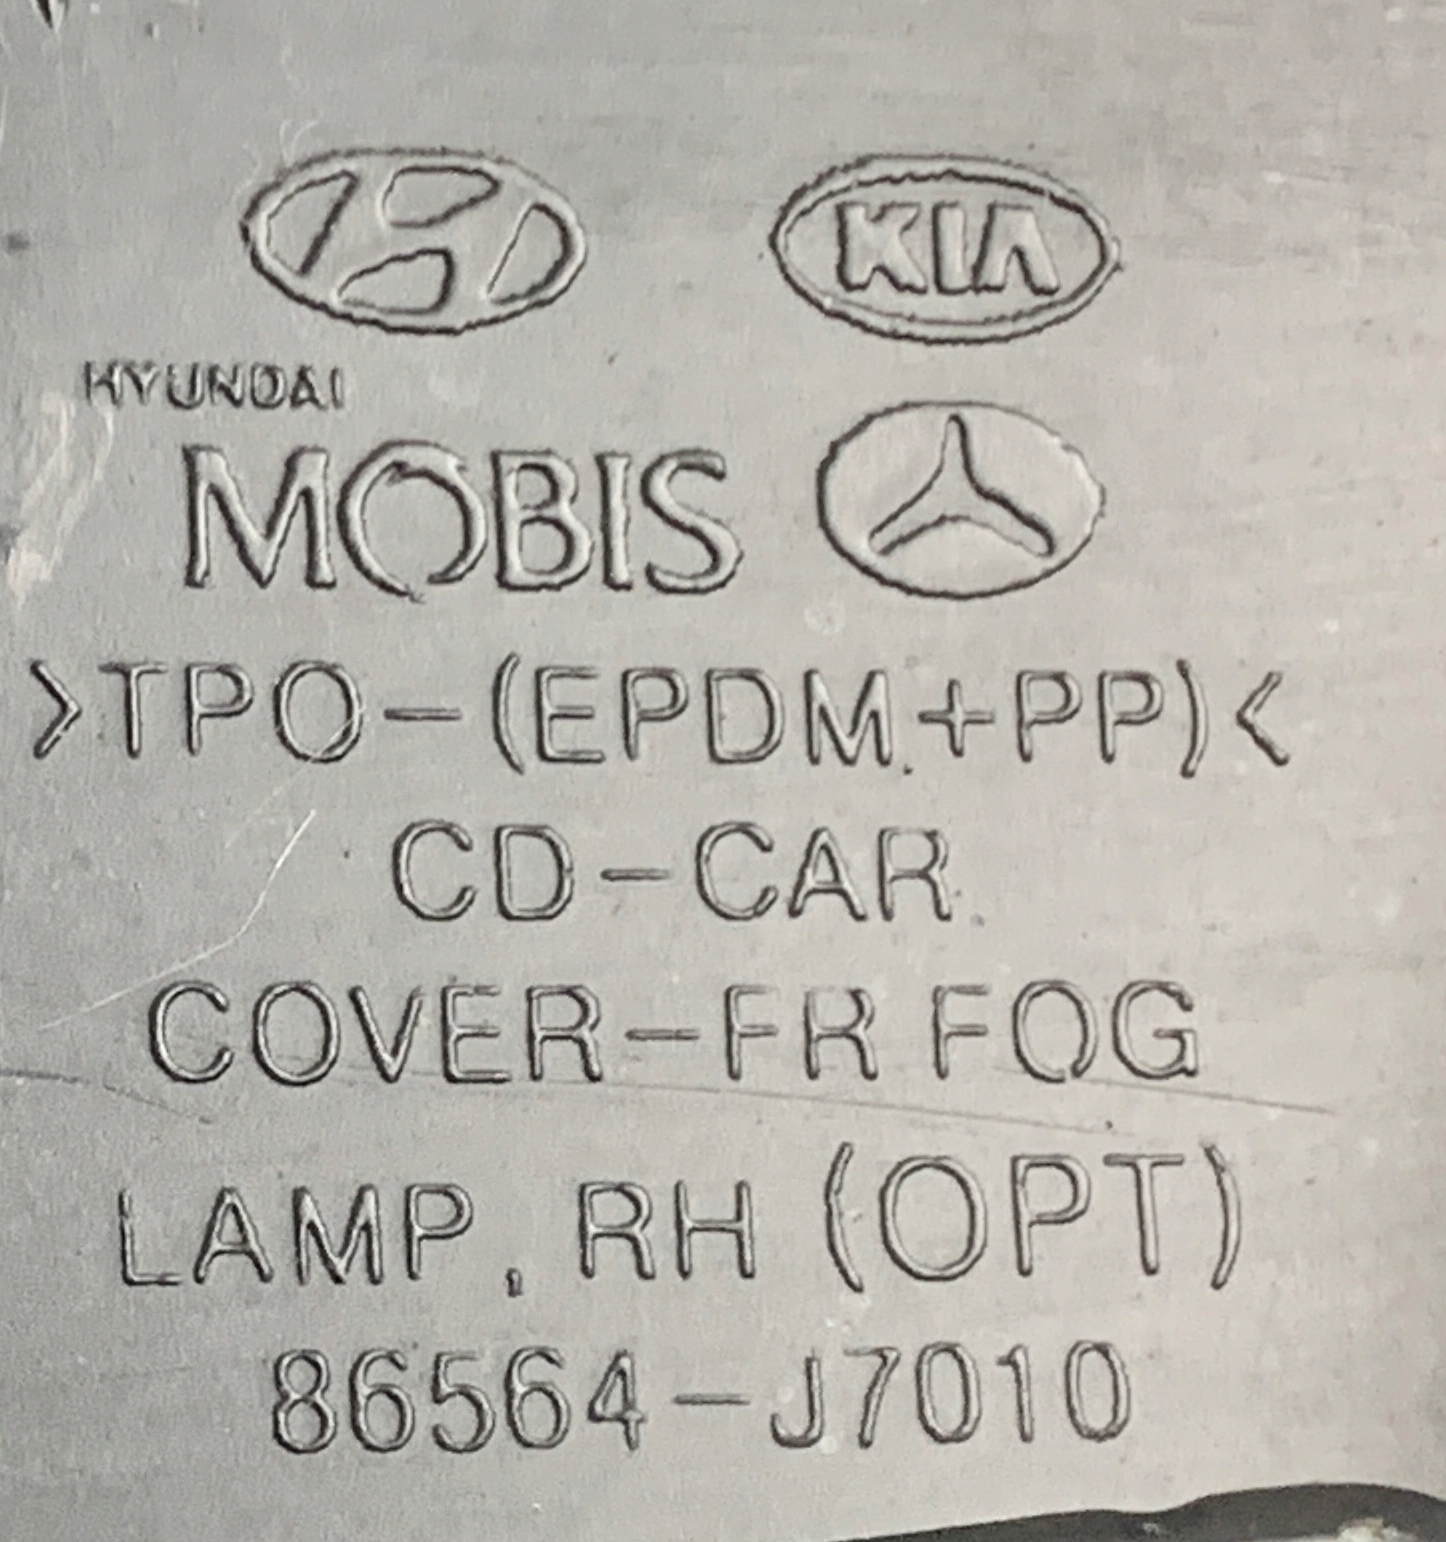 KIA
HYUNDAI
MOBIS
>TPO-(EPDM+PP)<
CD-CAR
COVER-FR FOG
LAMP, RH (OPT)
86564-J7010